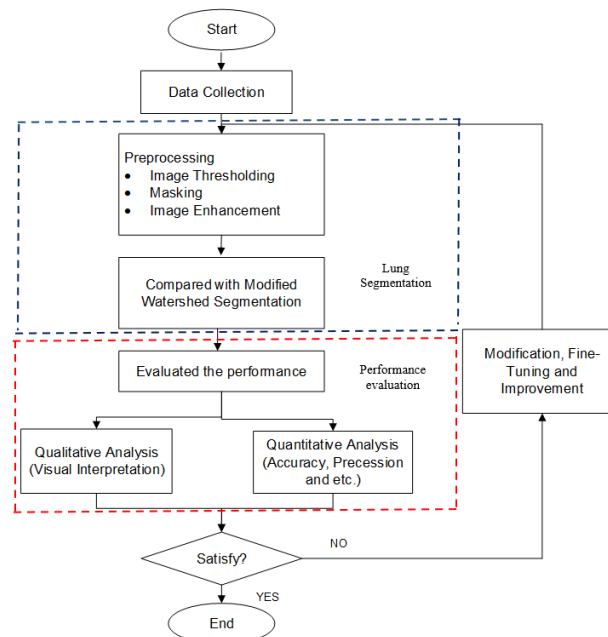 Start
Data Collection
Preprocessing
• Image Thresholding
• Masking
• Image Enhancement
Compared with Modified
Watershed Segmentation
Lung
Segmentation
Evaluated the performance
Performance
evaluation
Modification, Fine-
Tuning and
Improvement
Qualitative Analysis
(Visual Interpretation)
Quantitative Analysis
(Accuracy, Precession
and etc.)
Satisfy?
NO
YES
End